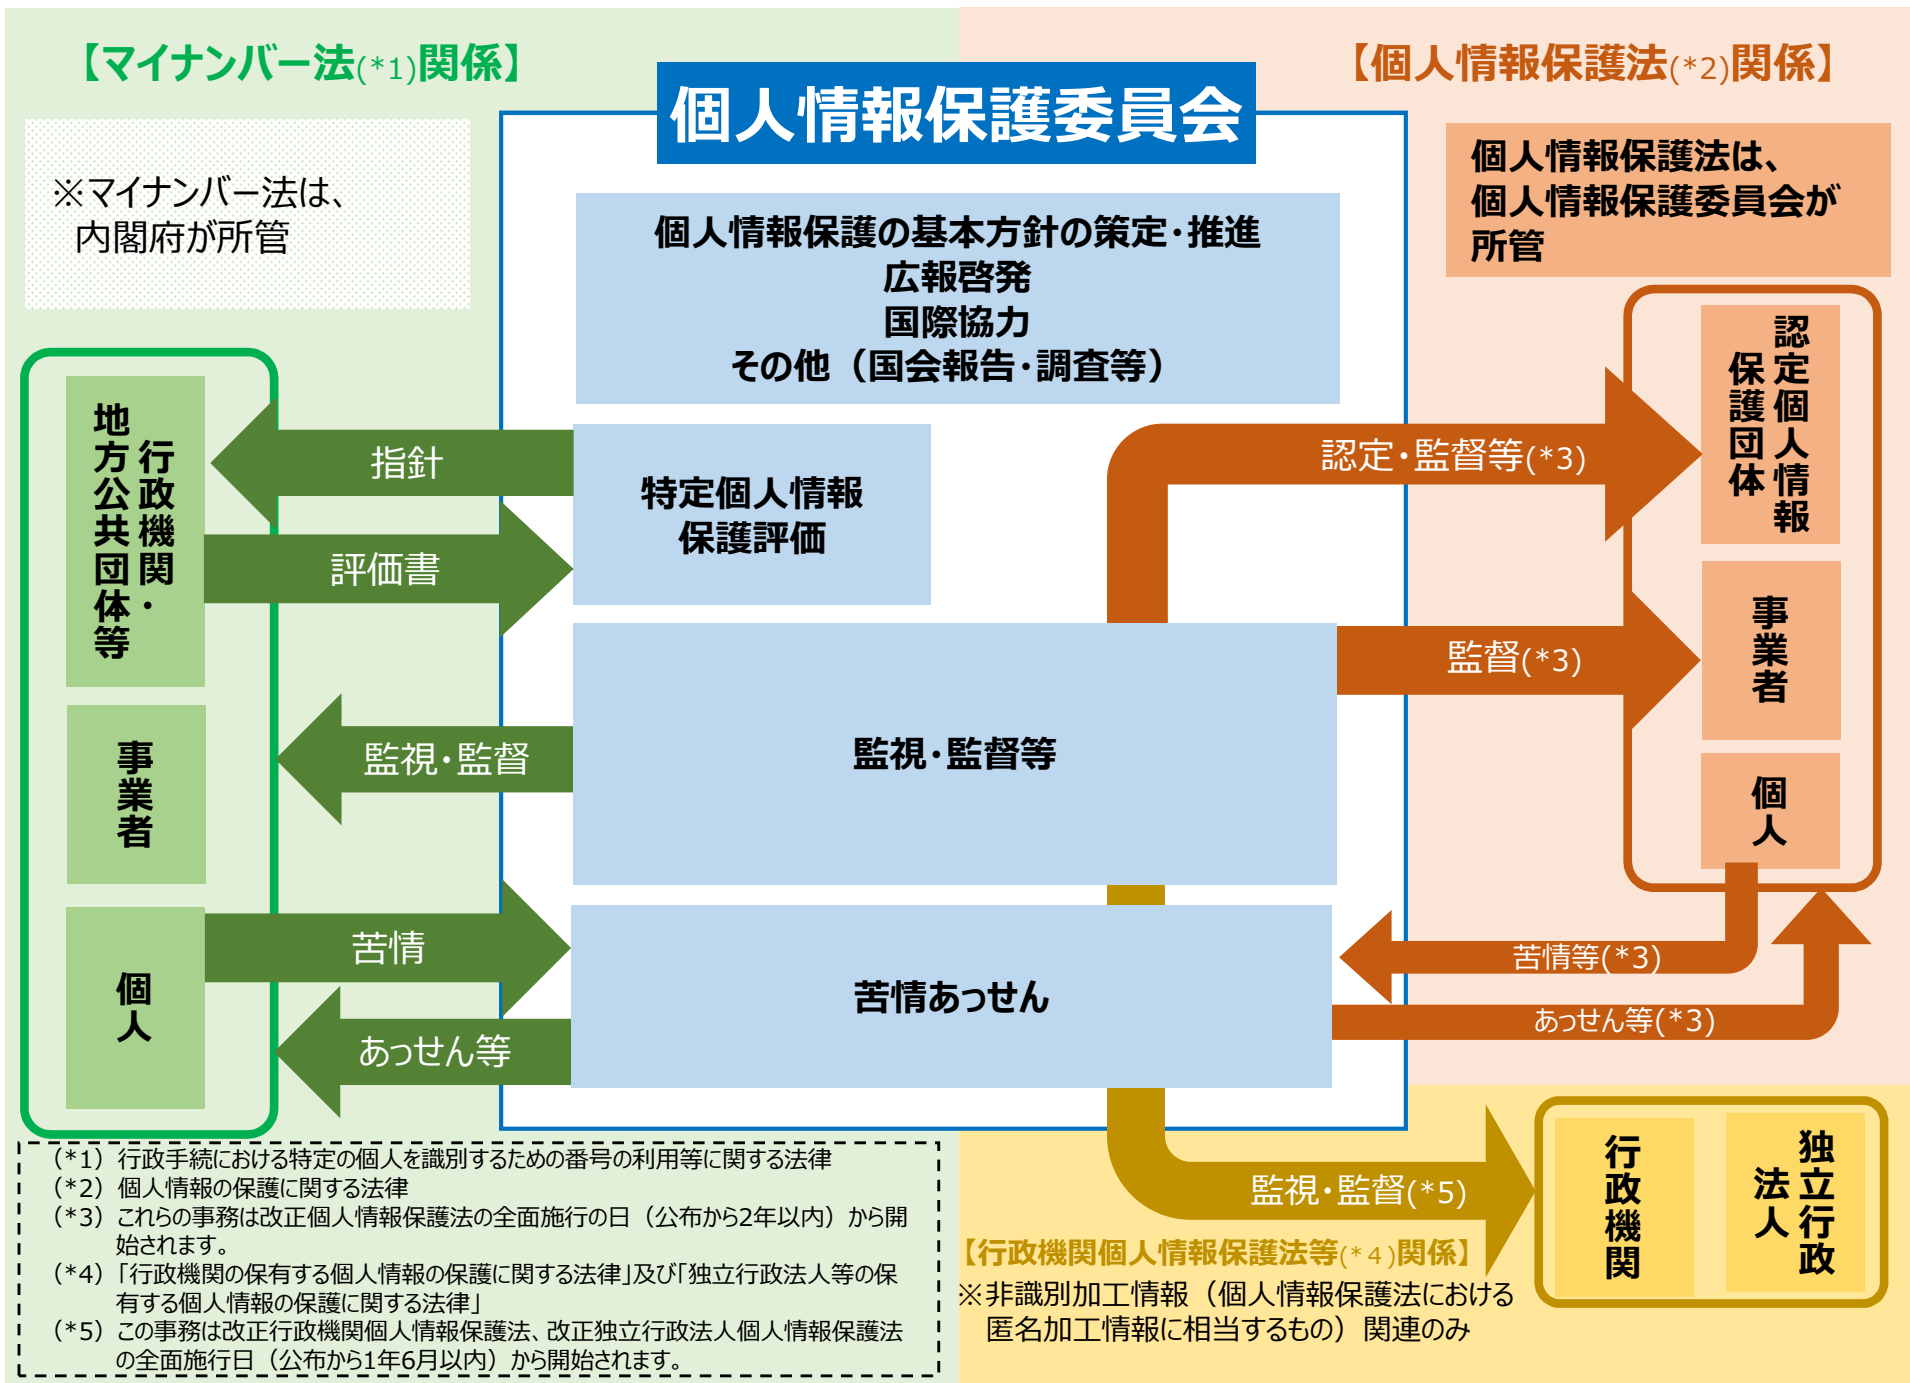 【マイナンバー法(*1)関係】
【個人情報保護法(*2)関係】
個人情報保護委員会
※マイナンバー法は、
内閣府が所管
個人情報保護法は、
個人情報保護委員会が
所管
個人情報保護の基本方針の策定・推進
広報啓発
国際協力
その他（国会報告・調査等）
行政機関・
地方公共団体等
事業者
個人
指針
評価書
監視・監督
苦情
あっせん等
特定個人情報
保護評価
監視・監督等
苦情あっせん
認定・監督等(*3)
監督(*3)
苦情等(*3)
あっせん等(*3)
認定個人情報
保護団体
事業者
個人
監視・監督(*5)
行政機関
独立行政
法人
【行政機関個人情報保護法等(*４)関係】
※非識別加工情報（個人情報保護法における
匿名加工情報に相当するもの）関連のみ
（*1）行政手続における特定の個人を識別するための番号の利用等に関する法律
（*2）個人情報の保護に関する法律
（*3）これらの事務は改正個人情報保護法の全面施行の日（公布から2年以内）から開
始されます。
（*4）「行政機関の保有する個人情報の保護に関する法律」及び「独立行政法人等の保
有する個人情報の保護に関する法律」
（*5）この事務は改正行政機関個人情報保護法、改正独立行政法人個人情報保護法
の全面施行日（公布から1年6月以内）から開始されます。